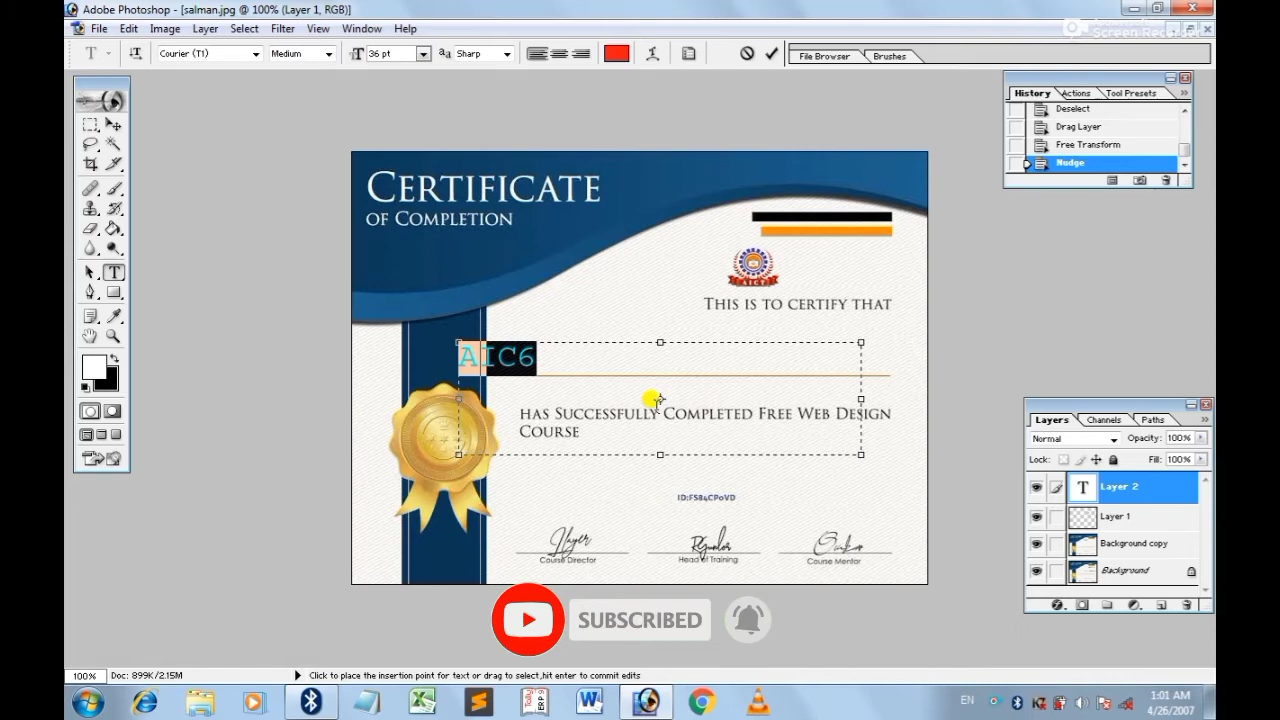 Adobe Photoshop - [salman.jpg @ 100% (Layer 1, RGB)]
File Edit Image Layer Select Filter View Window Help
Screen Recorder
T Courier (T1) Medium T 36 pt aa Sharp File Browser Brushes
History Actions Tool Presets
Deselect
Drag Layer
Free Transform
Nudge
CERTIFICATE
OF COMPLETION
AICT
THIS IS TO CERTIFY THAT
AIC6
HAS SUCCESSFULLY COMPLETED FREE WEB DESIGN
COURSE
ID:FS84CP0VD
Course Director Head of Training Course Mentor
Layers Channels Paths
Normal Opacity: 100%
Lock: Fill: 100%
T Layer 2
Layer 1
Background copy
Background
SUBSCRIBED
100% Doc: 899K/2.15M Click to place the insertion point for text or drag to select,hit enter to commit edits
EN 1:01 AM
4/26/2007